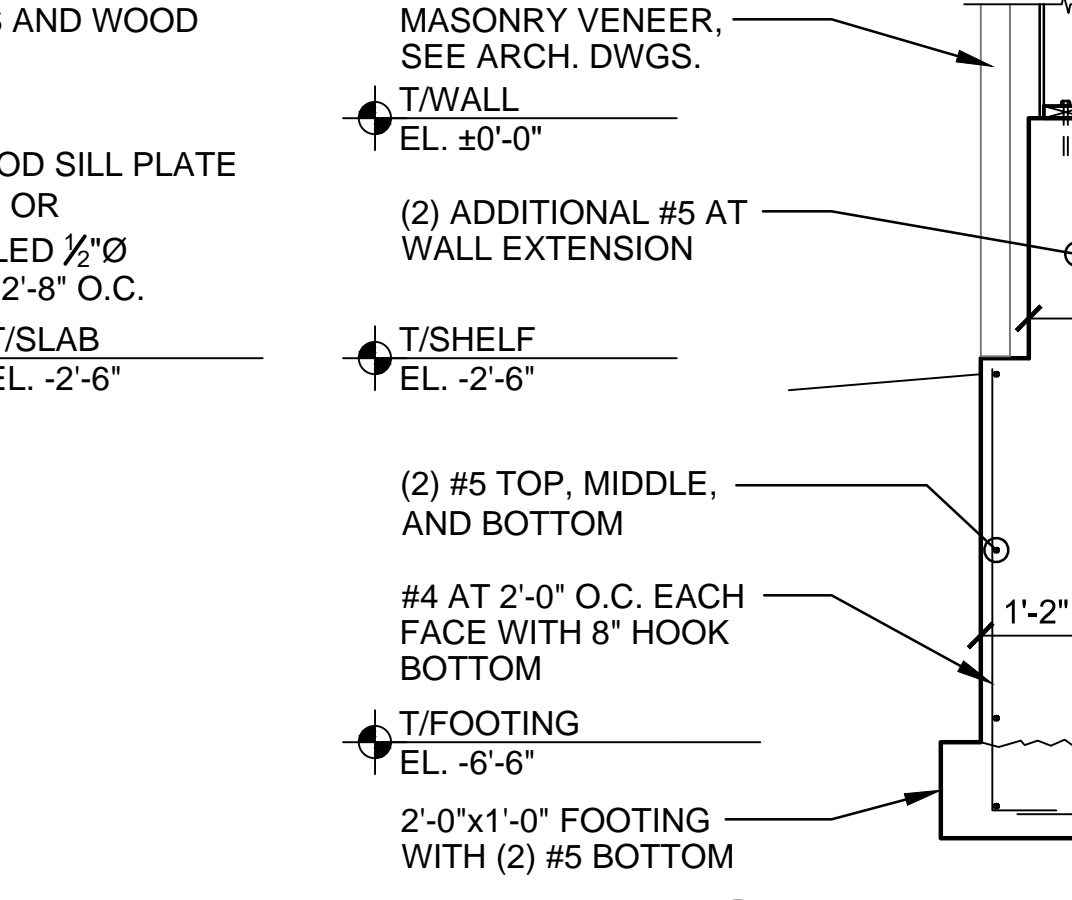 S AND WOOD
OD SILL PLATE
OR
LED ½"Ø
2'-8" O.C.
T/SLAB
EL. -2'-6"
MASONRY VENEER,
SEE ARCH. DWGS.
T/WALL
EL. ±0'-0"
(2) ADDITIONAL #5 AT
WALL EXTENSION
T/SHELF
EL. -2'-6"
(2) #5 TOP, MIDDLE,
AND BOTTOM
#4 AT 2'-0" O.C. EACH
FACE WITH 8" HOOK
BOTTOM
T/FOOTING
EL. -6'-6"
2'-0"x1'-0" FOOTING
WITH (2) #5 BOTTOM
1'-2"